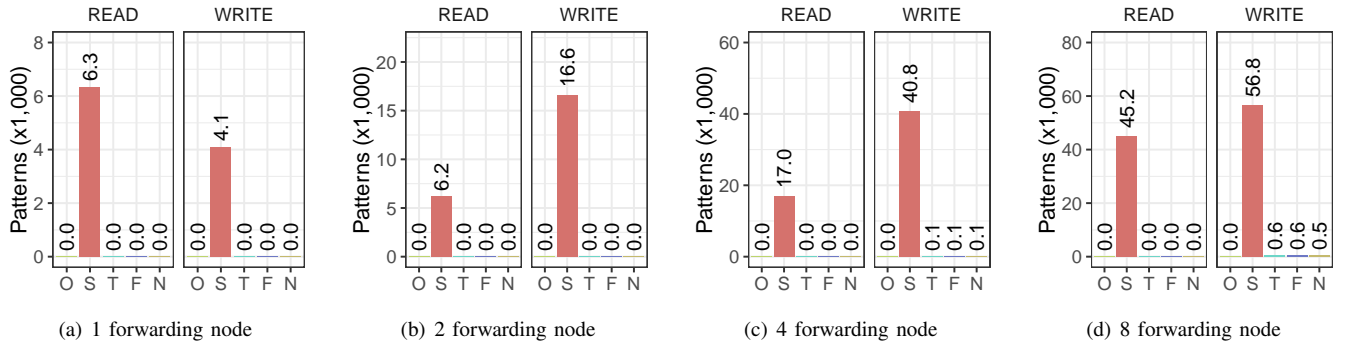 READ WRITE
Patterns (x1,000)
8
6
4
2
0
0.0 6.3 0.0 0.0 0.0
0.0 4.1 0.0 0.0 0.0
O S T F N O S T F N
(a) 1 forwarding node
READ WRITE
Patterns (x1,000)
20
15
10
5
0
0.0 6.2 0.0 0.0 0.0
0.0 16.6 0.0 0.0 0.0
O S T F N O S T F N
(b) 2 forwarding node
READ WRITE
Patterns (x1,000)
60
40
20
0
0.0 17.0 0.0 0.0 0.0
0.0 40.8 0.1 0.1 0.1
O S T F N O S T F N
(c) 4 forwarding node
READ WRITE
Patterns (x1,000)
80
60
40
20
0
0.0 45.2 0.0 0.0 0.0
0.0 56.8 0.6 0.6 0.5
O S T F N O S T F N
(d) 8 forwarding node